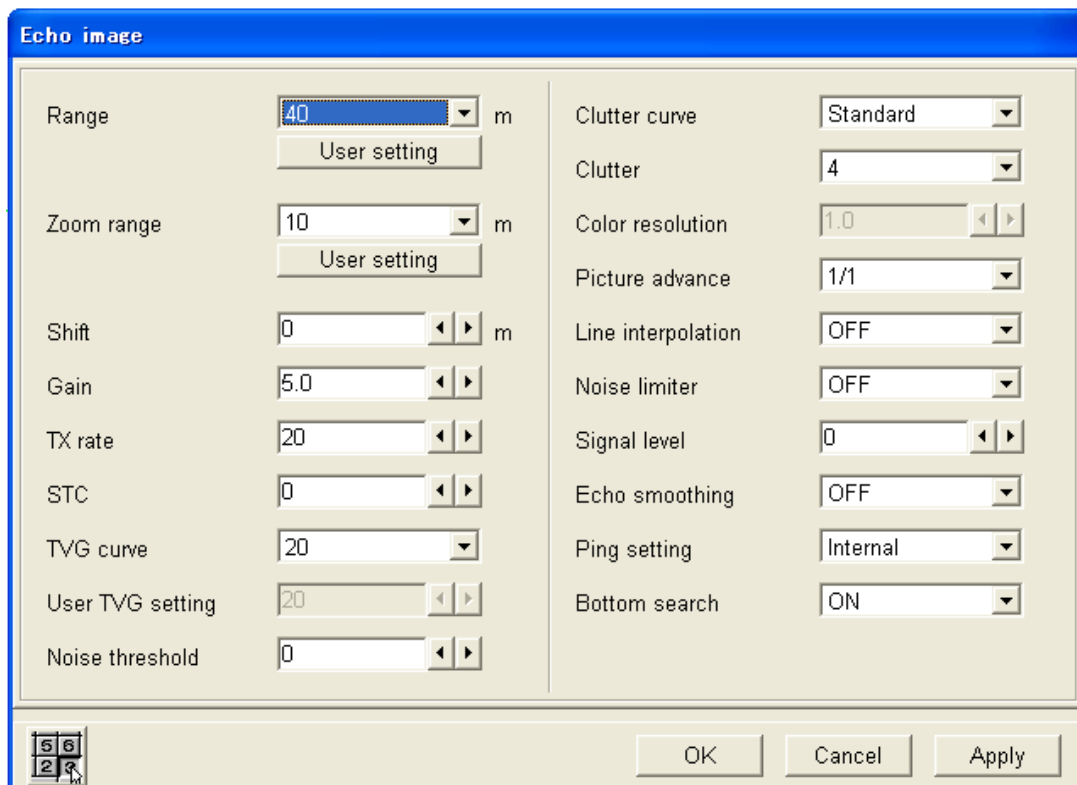 Echo image
Range 40 m
User setting
Zoom range 10 m
User setting
Shift 0 m
Gain 5.0
TX rate 20
STC 0
TVG curve 20
User TVG setting 20
Noise threshold 0
Clutter curve Standard
Clutter 4
Color resolution 1.0
Picture advance 1/1
Line interpolation OFF
Noise limiter OFF
Signal level 0
Echo smoothing OFF
Ping setting Internal
Bottom search ON
5 6
2
OK Cancel Apply